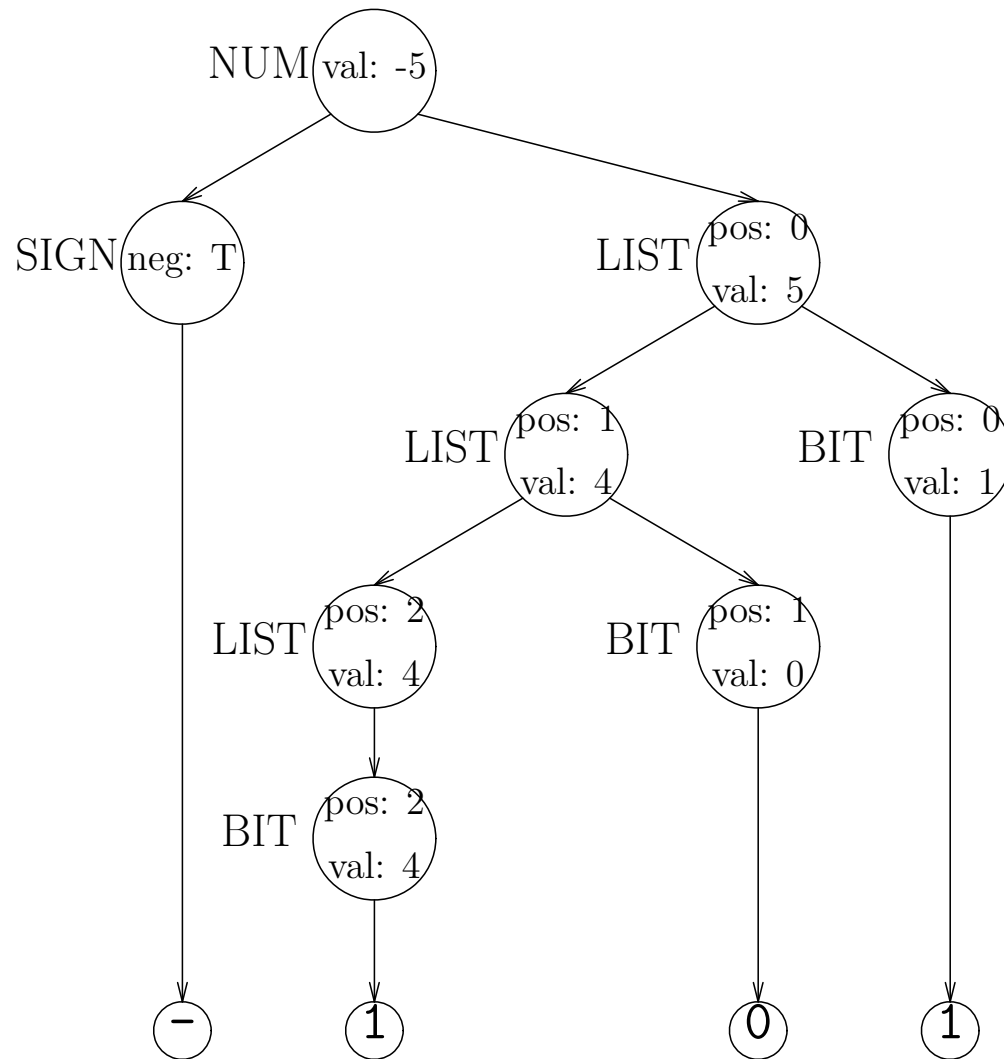 NUM val: -5
SIGN neg: T
LIST pos: 0
val: 5
LIST pos: 1
val: 4
BIT pos: 0
val: 1
LIST pos: 2
val: 4
BIT pos: 1
val: 0
BIT pos: 2
val: 4
- 1 0 1